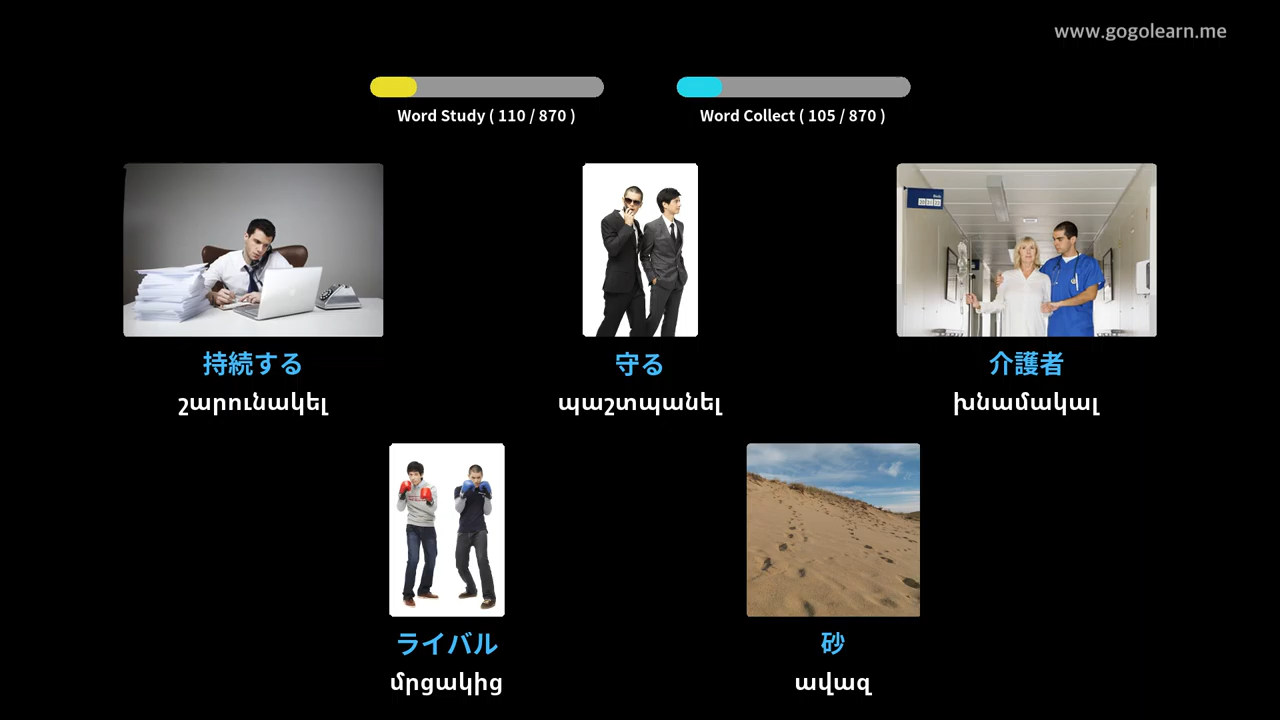 www.gogolearn.me
Word Study ( 110 / 870 )
Word Collect ( 105 / 870 )
持続する
շարունակել
守る
պաշտպանել
介護者
խնամակալ
ライバル
մրցակից
砂
ավազ